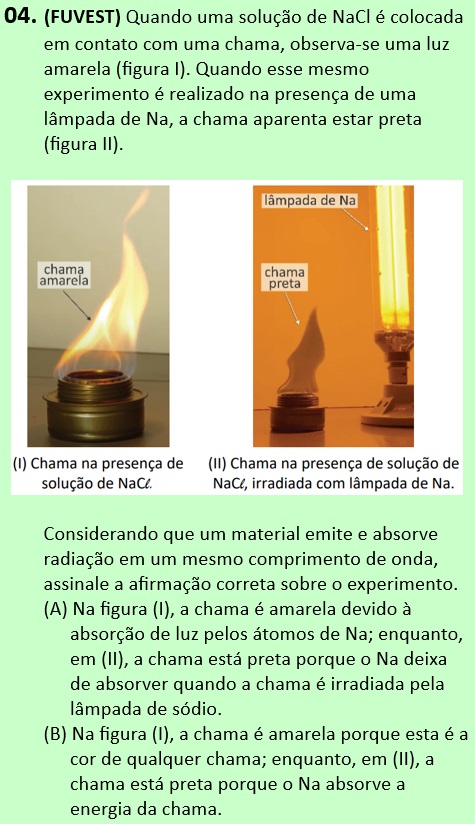 04. (FUVEST) Quando uma solução de NaCl é colocada
em contato com uma chama, observa-se uma luz
amarela (figura I). Quando esse mesmo
experimento é realizado na presença de uma
lâmpada de Na, a chama aparenta estar preta
(figura II).
chama
amarela
lâmpada de Na
chama
preta
(I) Chama na presença de
solução de NaCℓ.
(II) Chama na presença de solução de
NaCℓ, irradiada com lâmpada de Na.
Considerando que um material emite e absorve
radiação em um mesmo comprimento de onda,
assinale a afirmação correta sobre o experimento.
(A) Na figura (I), a chama é amarela devido à
absorção de luz pelos átomos de Na; enquanto,
em (II), a chama está preta porque o Na deixa
de absorver quando a chama é irradiada pela
lâmpada de sódio.
(B) Na figura (I), a chama é amarela porque esta é a
cor de qualquer chama; enquanto, em (II), a
chama está preta porque o Na absorve a
energia da chama.